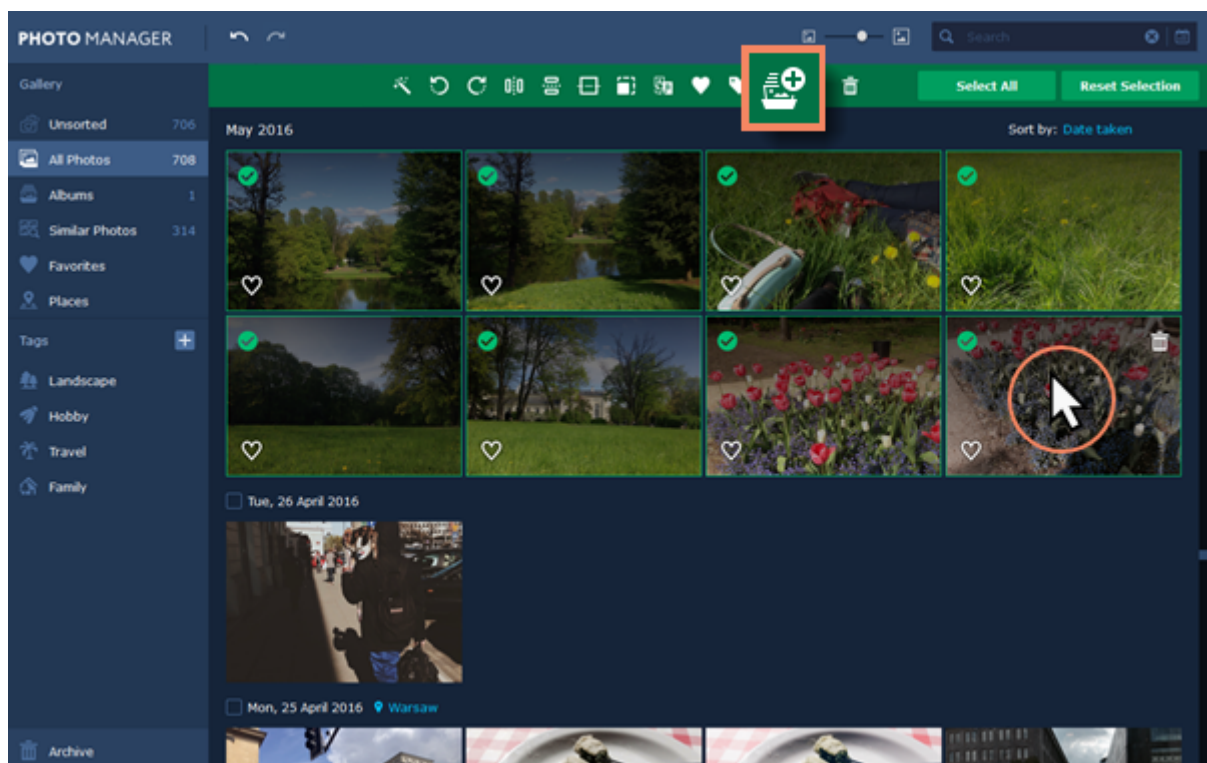 PHOTO MANAGER
Search
Gallery
Select All
Reset Selection
Unsorted 706
May 2016
Sort by: Date taken
All Photos 708
Albums 1
Similar Photos 314
Favorites
Places
Tags
Landscape
Hobby
Travel
Family
Tue, 26 April 2016
Mon, 25 April 2016 Warsaw
Archive